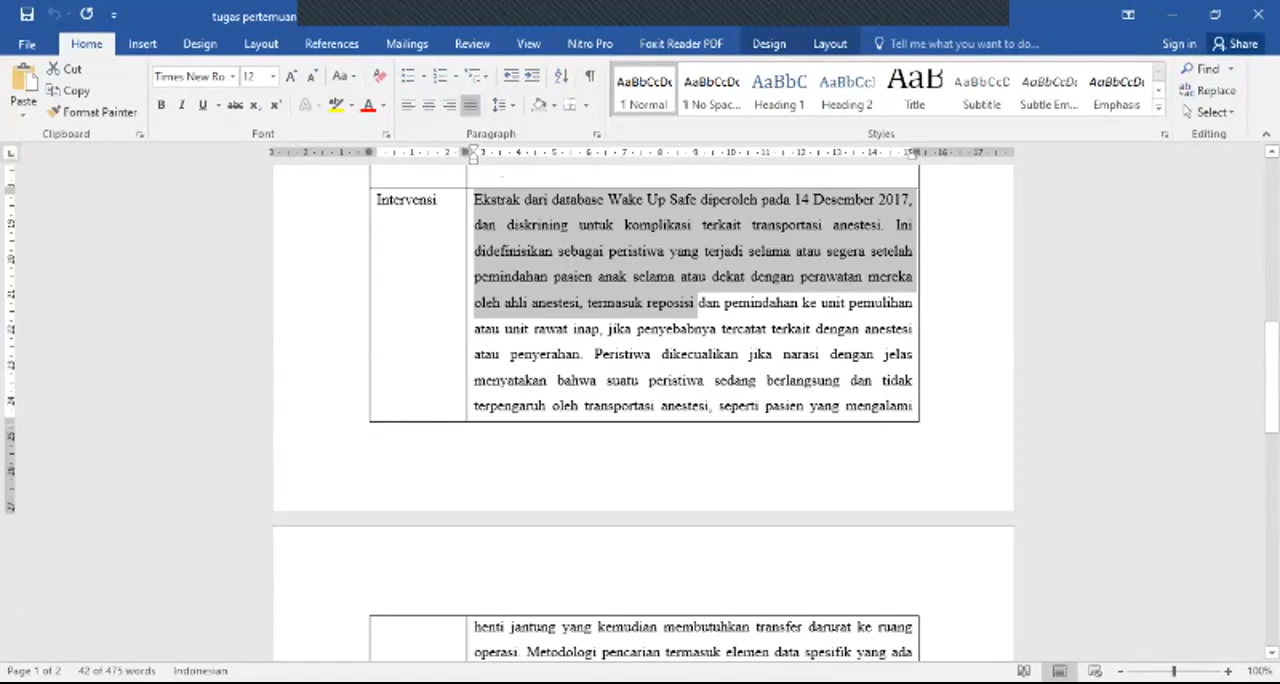 tugas pertemuan
File Home Insert Design Layout References Mailings Review View Nitro Pro Foxit Reader PDF Design Layout Tell me what you want to do... Sign in Share
Paste
Cut
Copy
Format Painter
Clipboard
Times New Ro 12
Font
Paragraph
AaBbCcDc AaBbCcDc AaBbC AaBbCcI AaB AaBbCcD AaBbCcDt AaBbCcDt
¶ Normal ¶ No Spac... Heading 1 Heading 2 Title Subtitle Subtle Em... Emphasis
Styles
Find
Replace
Select
Editing
Intervensi
Ekstrak dari database Wake Up Safe diperoleh pada 14 Desember 2017,
dan diskrining untuk komplikasi terkait transportasi anestesi. Ini
didefinisikan sebagai peristiwa yang terjadi selama atau segera setelah
pemindahan pasien anak selama atau dekat dengan perawatan mereka
oleh ahli anestesi, termasuk reposisi dan pemindahan ke unit pemulihan
atau unit rawat inap, jika penyebabnya tercatat terkait dengan anestesi
atau penyerahan. Peristiwa dikecualikan jika narasi dengan jelas
menyatakan bahwa suatu peristiwa sedang berlangsung dan tidak
terpengaruh oleh transportasi anestesi, seperti pasien yang mengalami
henti jantung yang kemudian membutuhkan transfer darurat ke ruang
operasi. Metodologi pencarian termasuk elemen data spesifik yang ada
Page 1 of 2 42 of 475 words Indonesian 100%